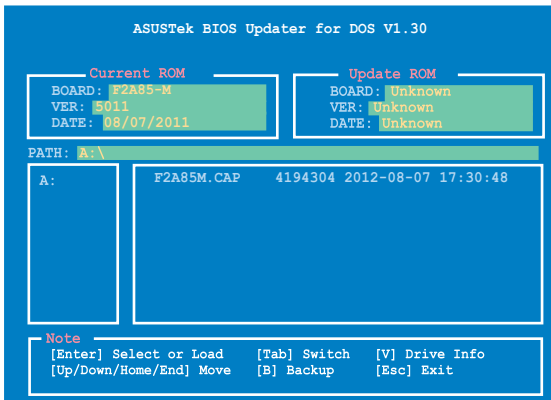 ASUSTek BIOS Updater for DOS V1.30
Current ROM
BOARD: F2A85-M
VER: 5011
DATE: 08/07/2011
Update ROM
BOARD: Unknown
VER: Unknown
DATE: Unknown
PATH: A:\
A:
F2A85M.CAP 4194304 2012-08-07 17:30:48
Note
[Enter] Select or Load [Tab] Switch [V] Drive Info
[Up/Down/Home/End] Move [B] Backup [Esc] Exit